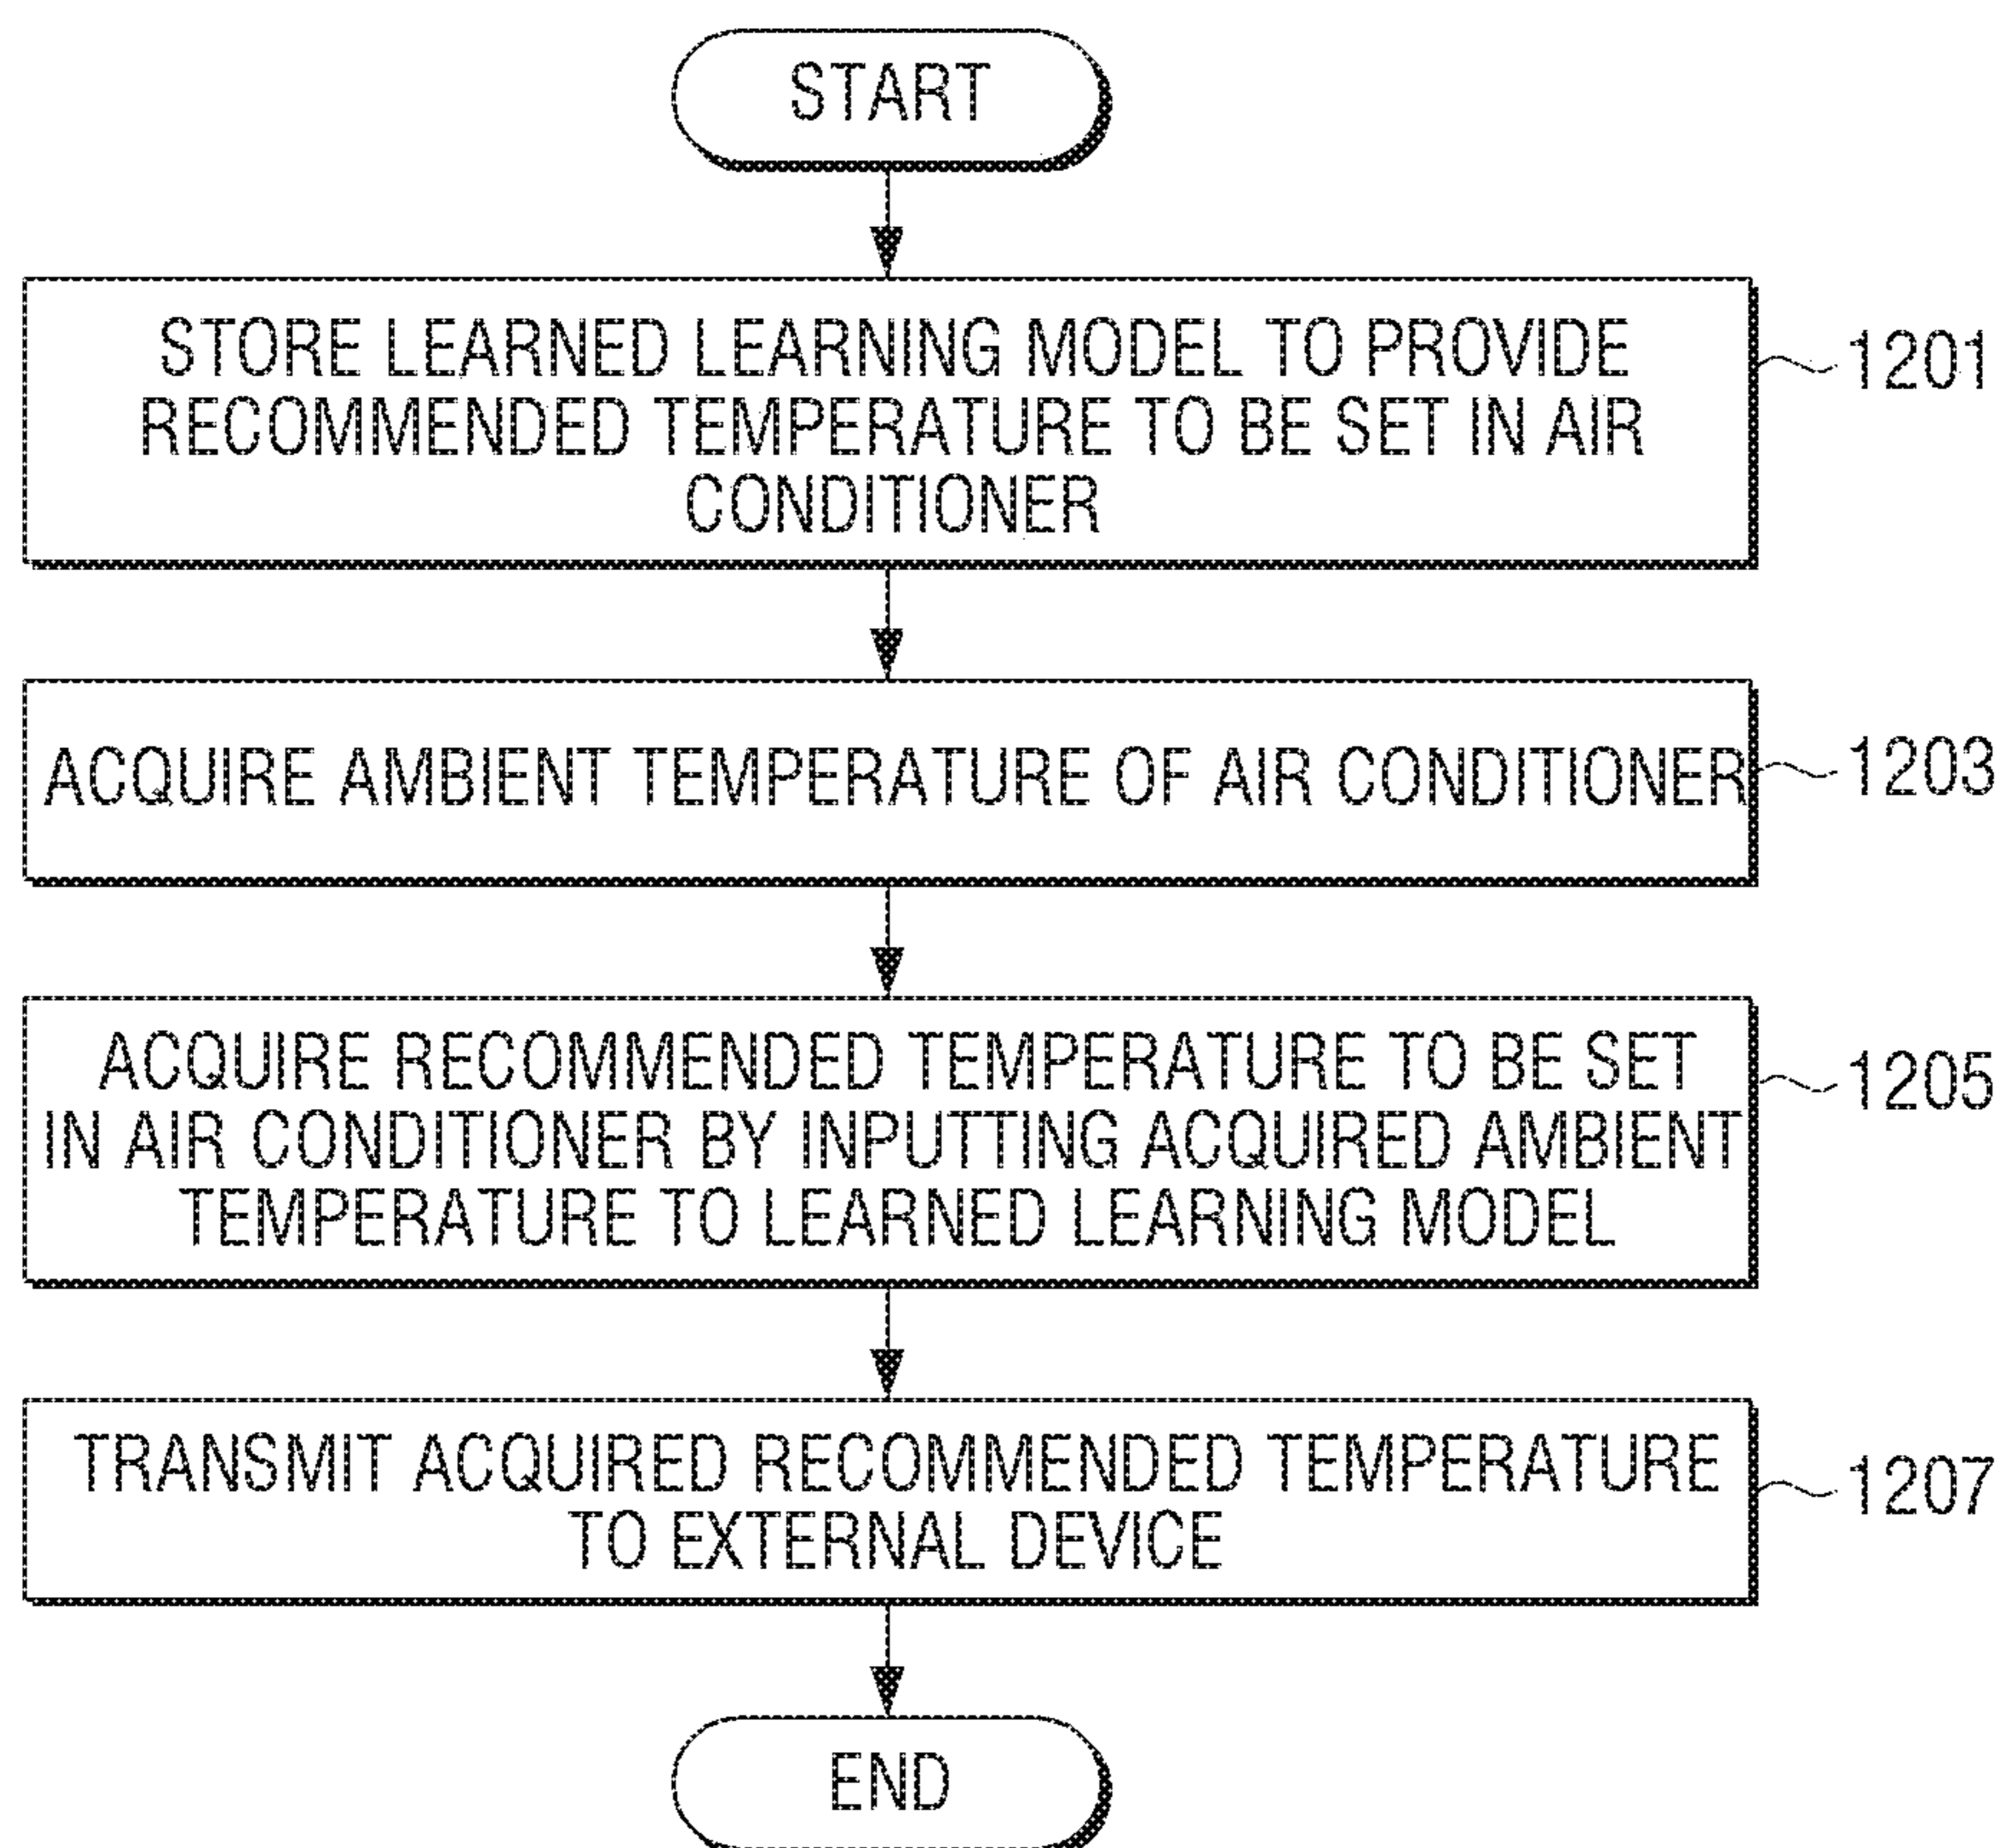 START
STORE LEARNED LEARNING MODEL TO PROVIDE
RECOMMENDED TEMPERATURE TO BE SET IN AIR
CONDITIONER
1201
ACQUIRE AMBIENT TEMPERATURE OF AIR CONDITIONER
1203
ACQUIRE RECOMMENDED TEMPERATURE TO BE SET
IN AIR CONDITIONER BY INPUTTING ACQUIRED AMBIENT
TEMPERATURE TO LEARNED LEARNING MODEL
1205
TRANSMIT ACQUIRED RECOMMENDED TEMPERATURE
TO EXTERNAL DEVICE
1207
END